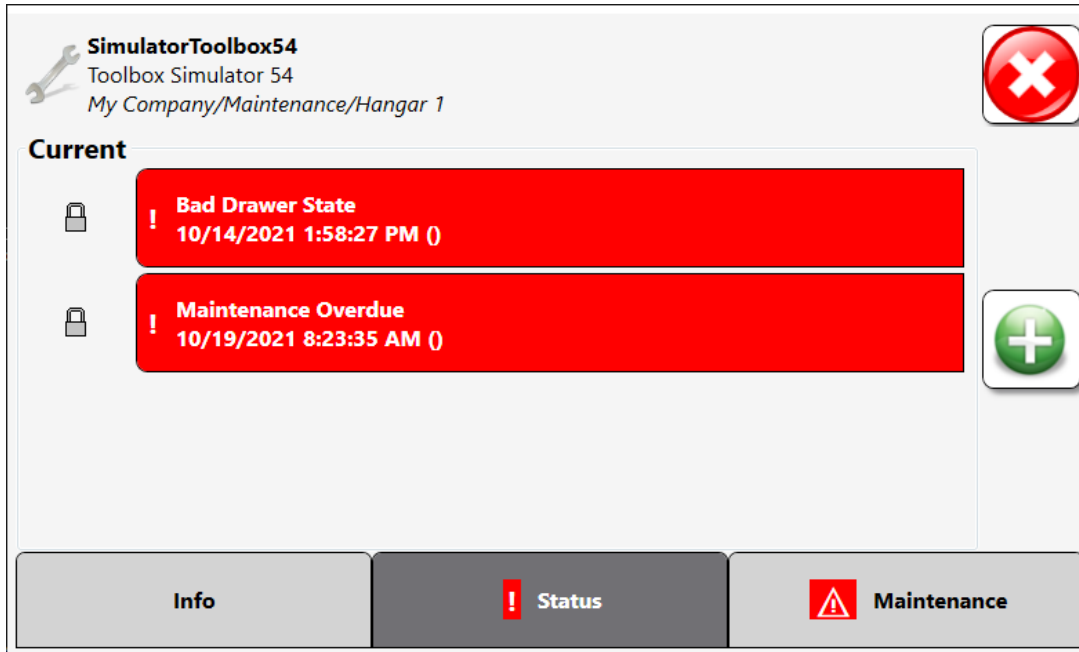 SimulatorToolbox54
Toolbox Simulator 54
My Company/Maintenance/Hangar 1
Current
! Bad Drawer State
10/14/2021 1:58:27 PM ()
! Maintenance Overdue
10/19/2021 8:23:35 AM ()
Info
! Status
Maintenance